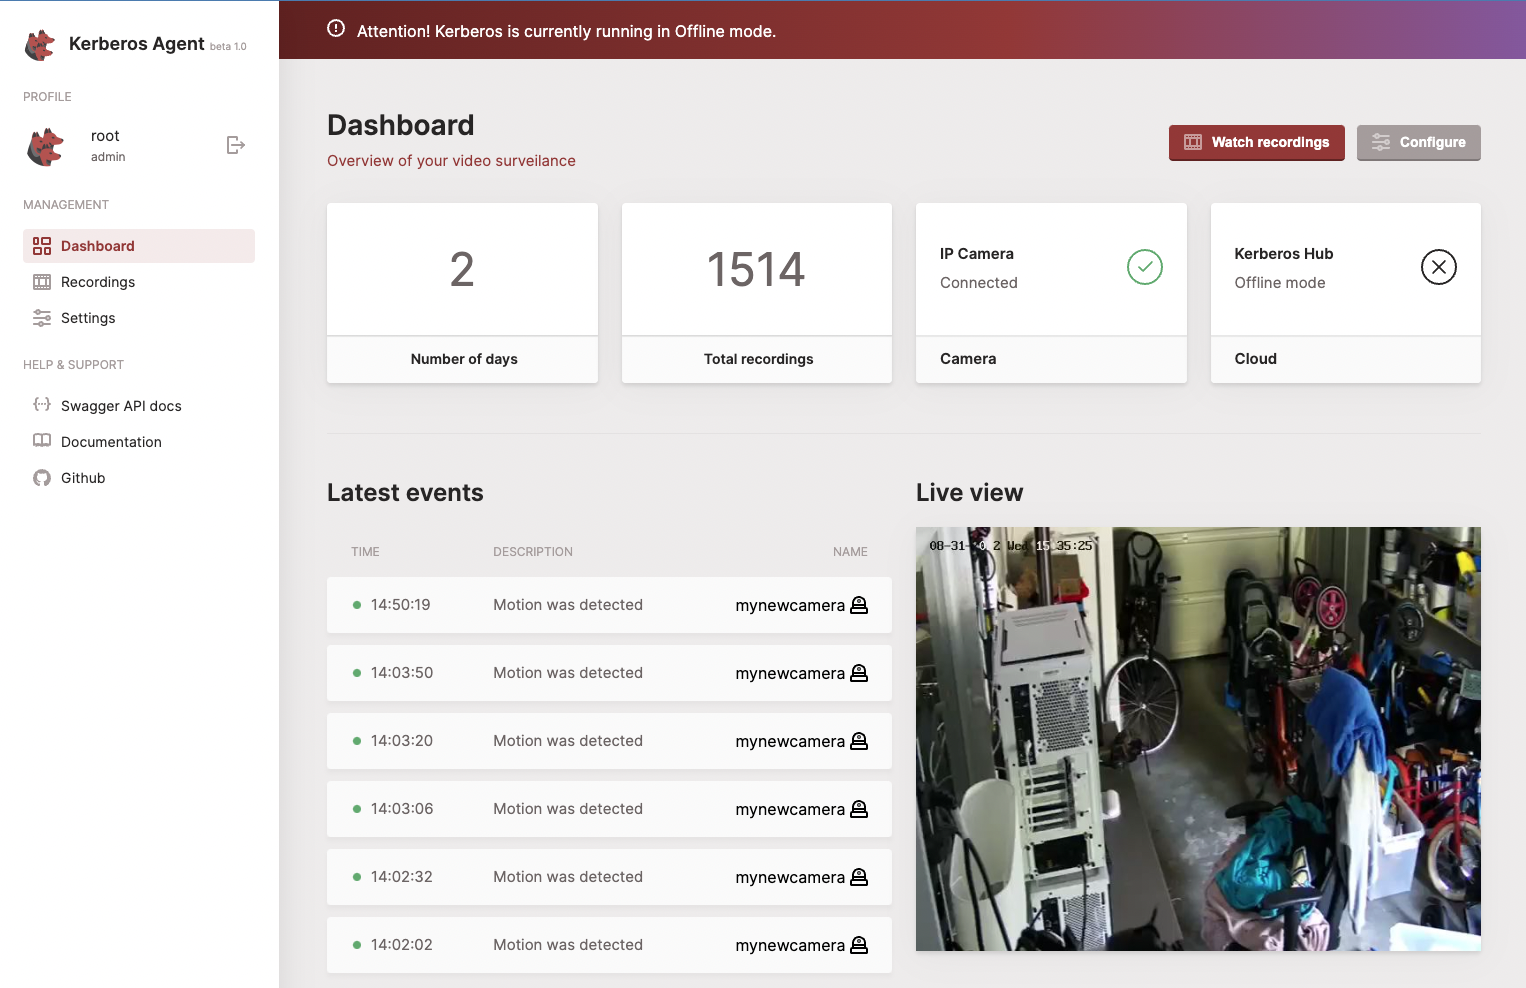 Kerberos Agent beta 1.0
PROFILE
root
admin
MANAGEMENT
Dashboard
Recordings
Settings
HELP & SUPPORT
Swagger API docs
Documentation
Github
Attention! Kerberos is currently running in Offline mode.
Dashboard
Overview of your video surveilance
Watch recordings
Configure
2
Number of days
1514
Total recordings
IP Camera
Connected
Camera
Kerberos Hub
Offline mode
Cloud
Latest events
TIME DESCRIPTION NAME
14:50:19 Motion was detected mynewcamera
14:03:50 Motion was detected mynewcamera
14:03:20 Motion was detected mynewcamera
14:03:06 Motion was detected mynewcamera
14:02:32 Motion was detected mynewcamera
14:02:02 Motion was detected mynewcamera
Live view
Wed 15:35:25